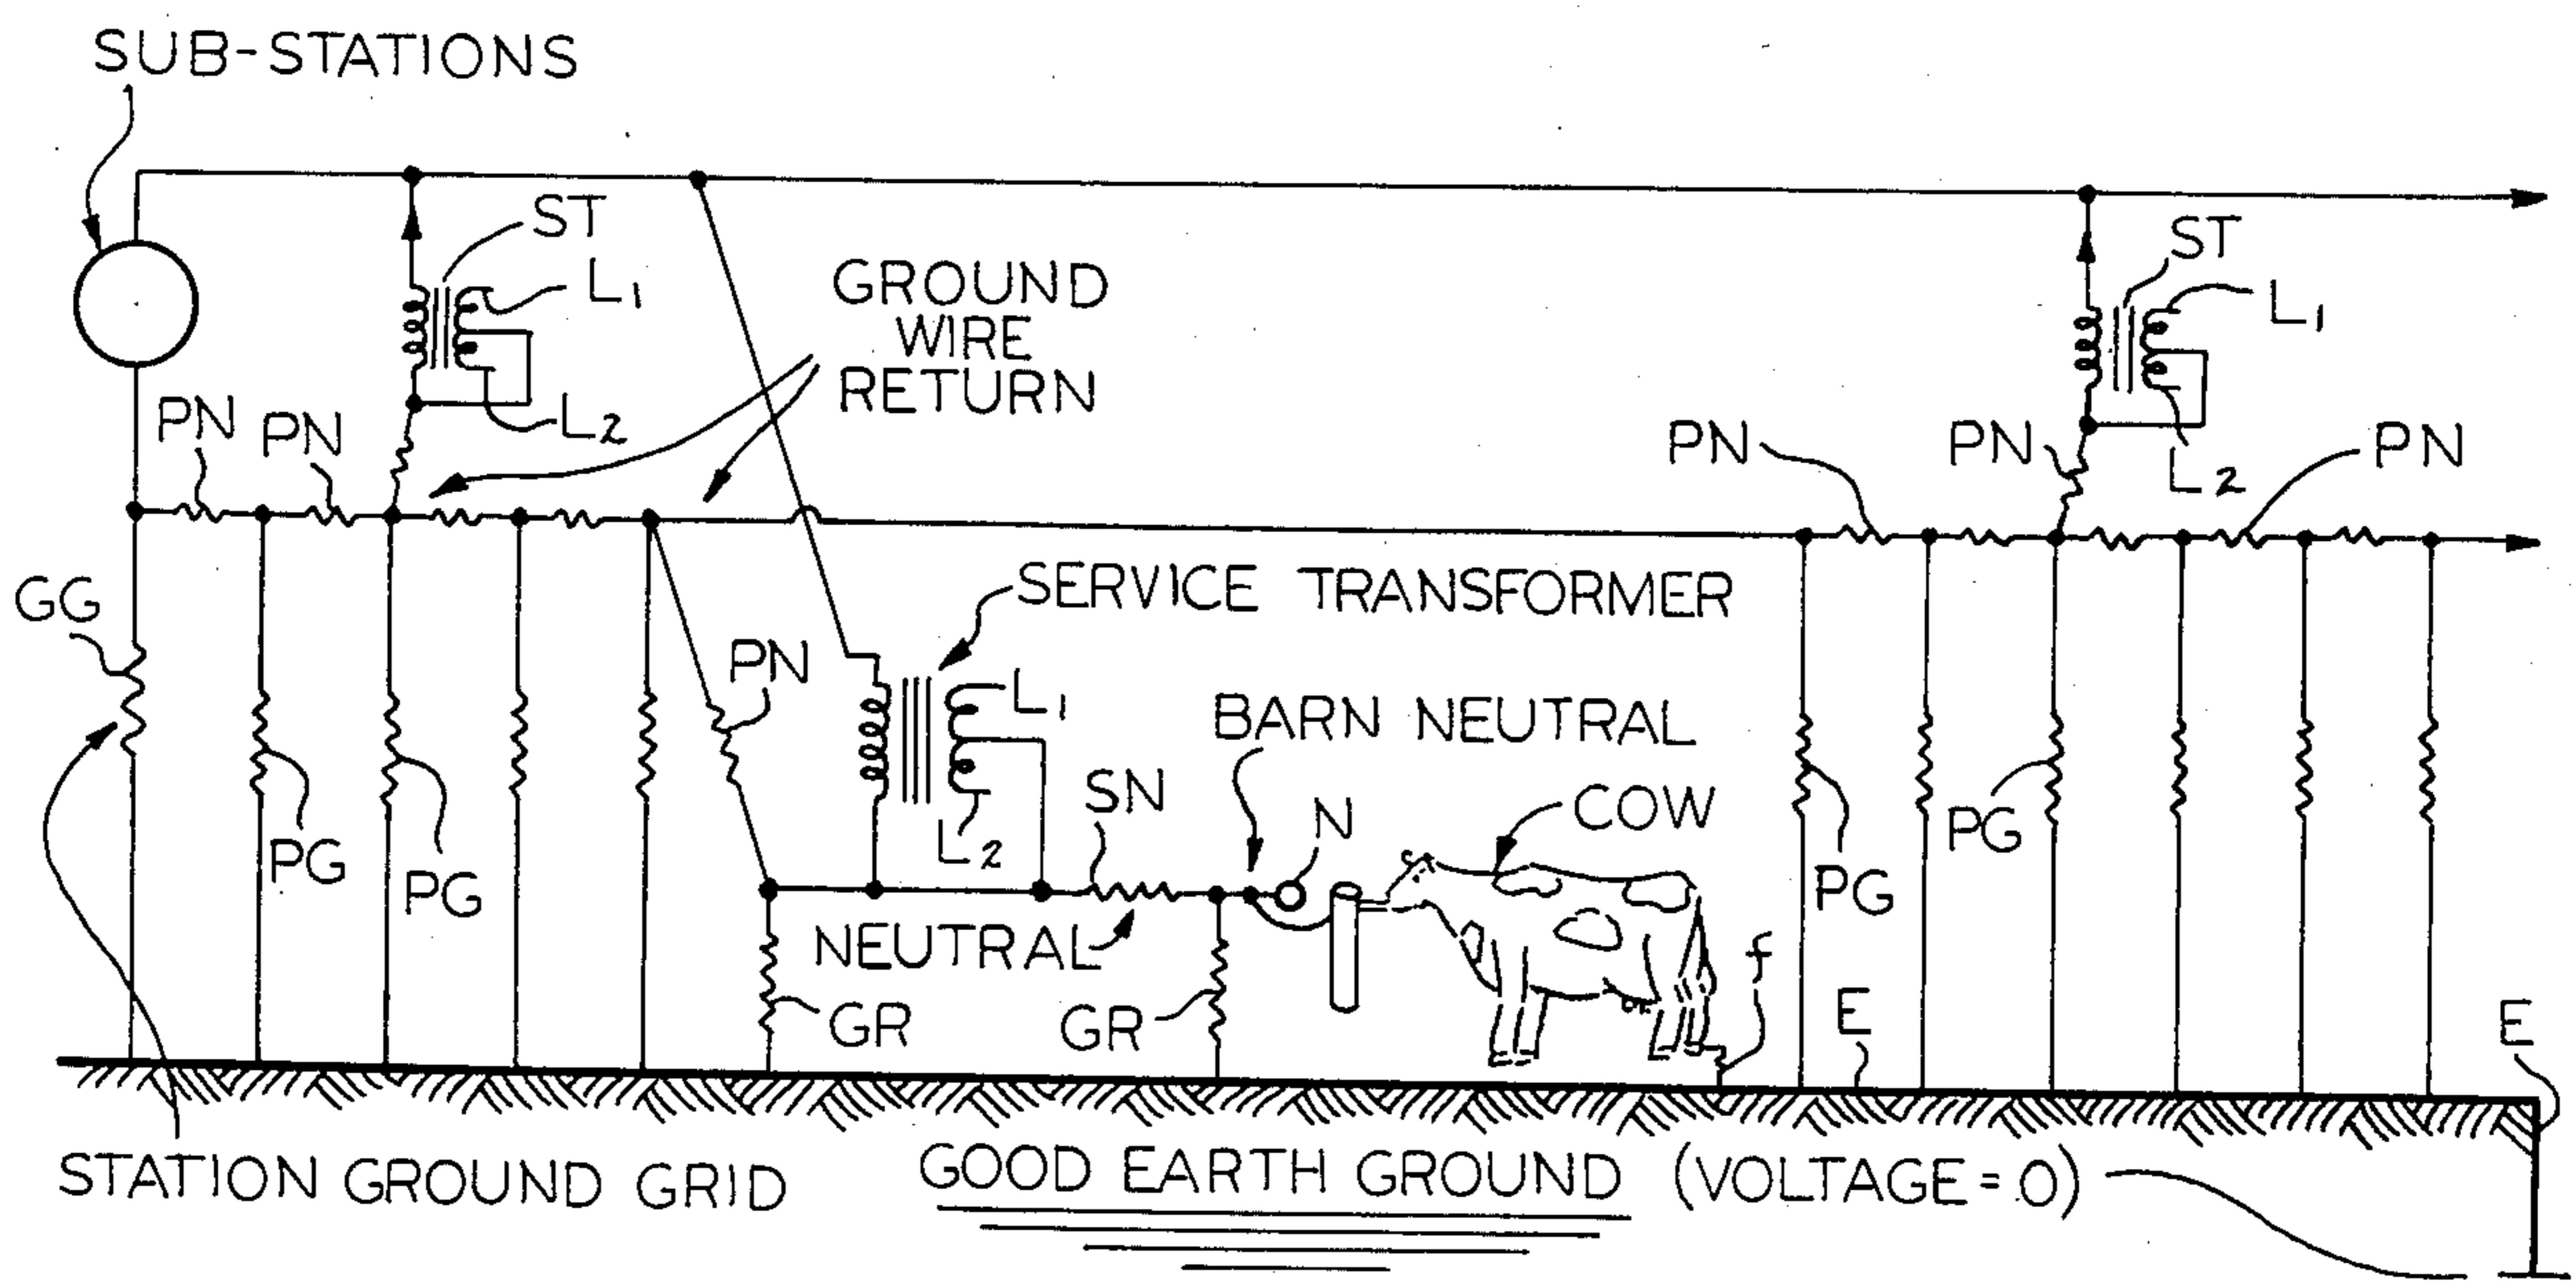 SUB-STATIONS
ST
L1
L2
GROUND
WIRE
RETURN
ST
L1
L2
PN
PN
PN
PN
PN
GG
SERVICE TRANSFORMER
PN
L1
L2
BARN NEUTRAL
SN
N
COW
PG
PG
PG
PG
NEUTRAL
GR
GR
f
E
E
STATION GROUND GRID
GOOD EARTH GROUND (VOLTAGE = 0)